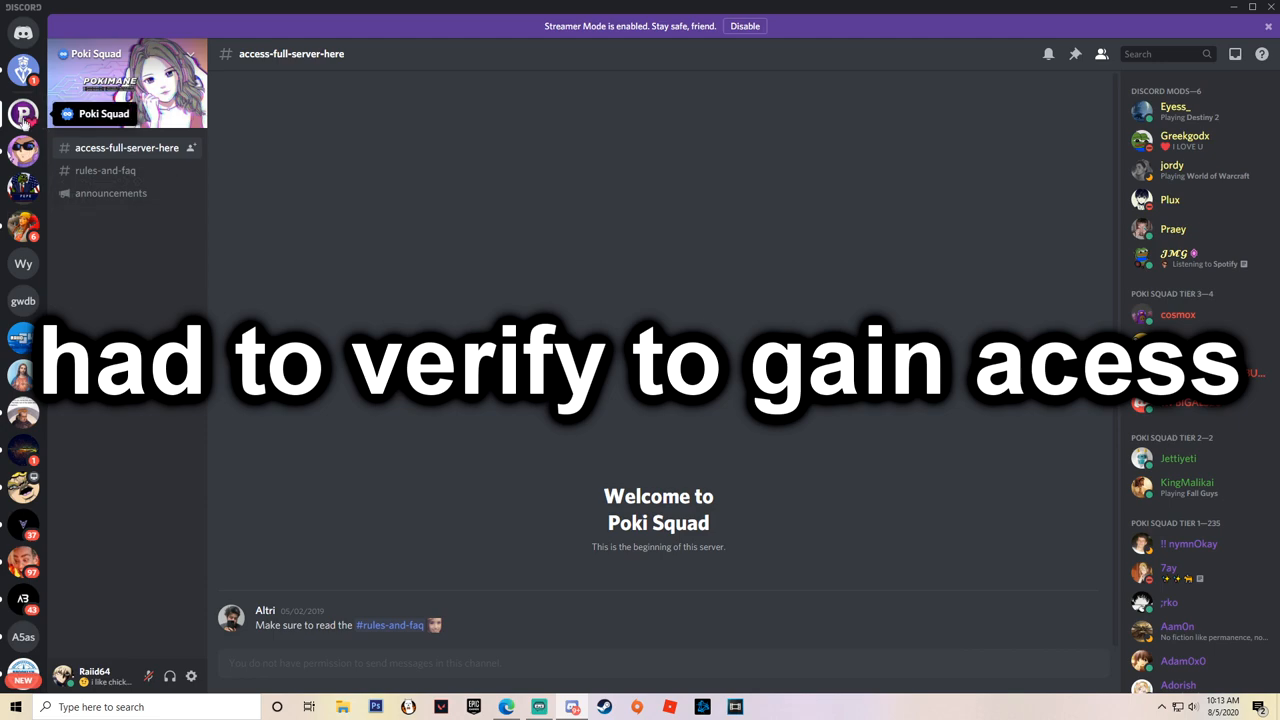 DISCORD
Streamer Mode is enabled. Stay safe, friend. Disable
Poki Squad
POKIMANE
Poki Squad
# access-full-server-here
# rules-and-faq
announcements
# access-full-server-here
Search
1
6
Wy
gwdb
1
37
97
43
A5as
NEW
had to verify to gain acess
Welcome to
Poki Squad
This is the beginning of this server.
Altri 05/02/2019
Make sure to read the #rules-and-faq
You do not have permission to send messages in this channel.
Raiid64
i like chick...
DISCORD MODS—6
Eyess_
Playing Destiny 2
Greekgodx
I LOVE U
jordy
Playing World of Warcraft
Plux
Praey
JMG
Listening to Spotify
POKI SQUAD TIER 3—4
cosmox
POKI SQUAD TIER 2—2
Jettiyeti
KingMalikai
Playing Fall Guys
POKI SQUAD TIER 1—235
!! nymnOkay
7ay
;rko
Aam0n
No fiction like permanence, no...
Adam0x0
Adorish
Type here to search
10:13 AM
8/5/2020
2